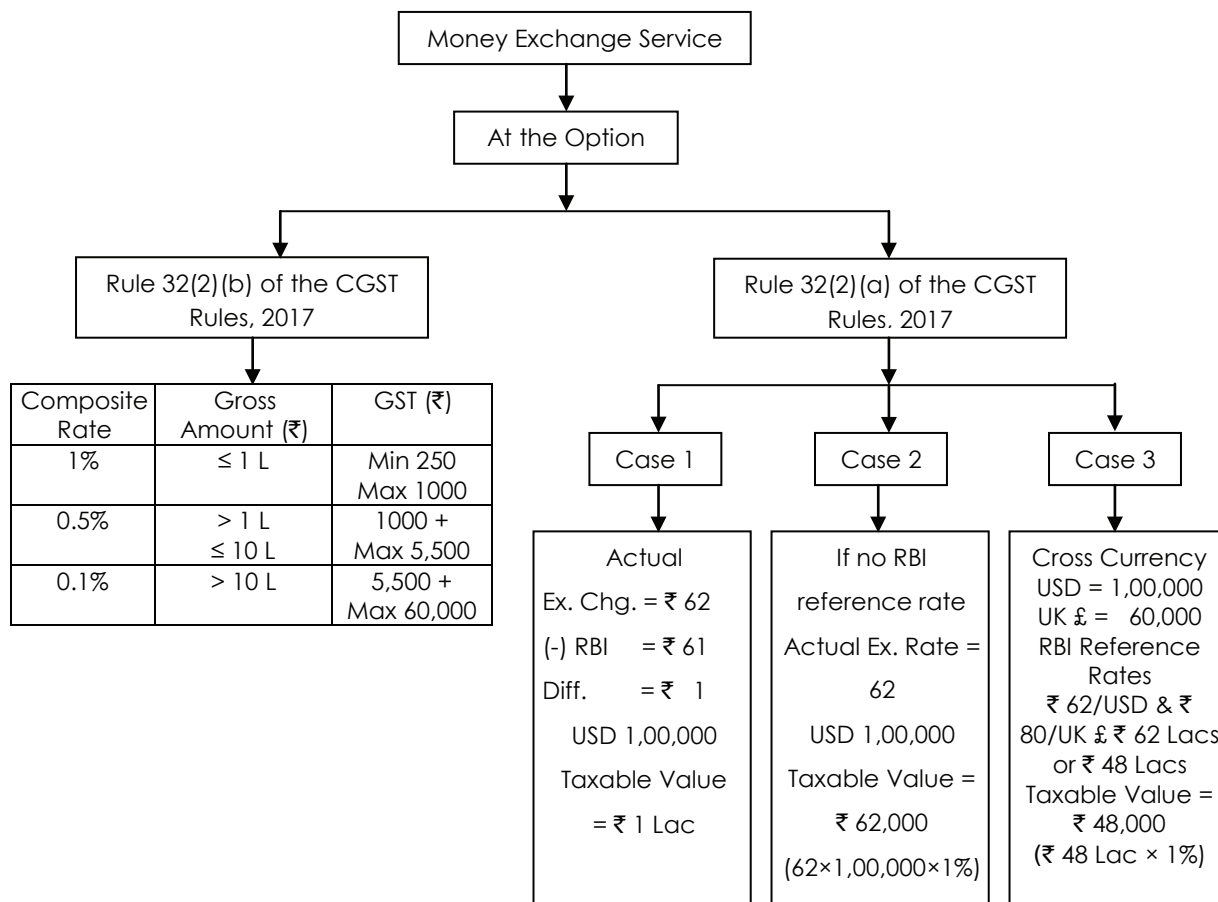 Money Exchange Service
At the Option
Rule 32(2)(b) of the CGST
Rules, 2017
Composite
Rate
Gross
Amount (₹)
GST (₹)
1%
≤ 1 L
Min 250
Max 1000
0.5%
> 1 L
≤ 10 L
1000 +
Max 5,500
0.1%
> 10 L
5,500 +
Max 60,000
Rule 32(2)(a) of the CGST
Rules, 2017
Case 1
Actual
Ex. Chg. = ₹ 62
(-) RBI = ₹ 61
Diff. = ₹ 1
USD 1,00,000
Taxable Value
= ₹ 1 Lac
Case 2
If no RBI
reference rate
Actual Ex. Rate =
62
USD 1,00,000
Taxable Value =
₹ 62,000
(62×1,00,000×1%)
Case 3
Cross Currency
USD = 1,00,000
UK £ = 60,000
RBI Reference
Rates
₹ 62/USD & ₹
80/UK £ ₹ 62 Lacs
or ₹ 48 Lacs
Taxable Value =
₹ 48,000
(₹ 48 Lac × 1%)